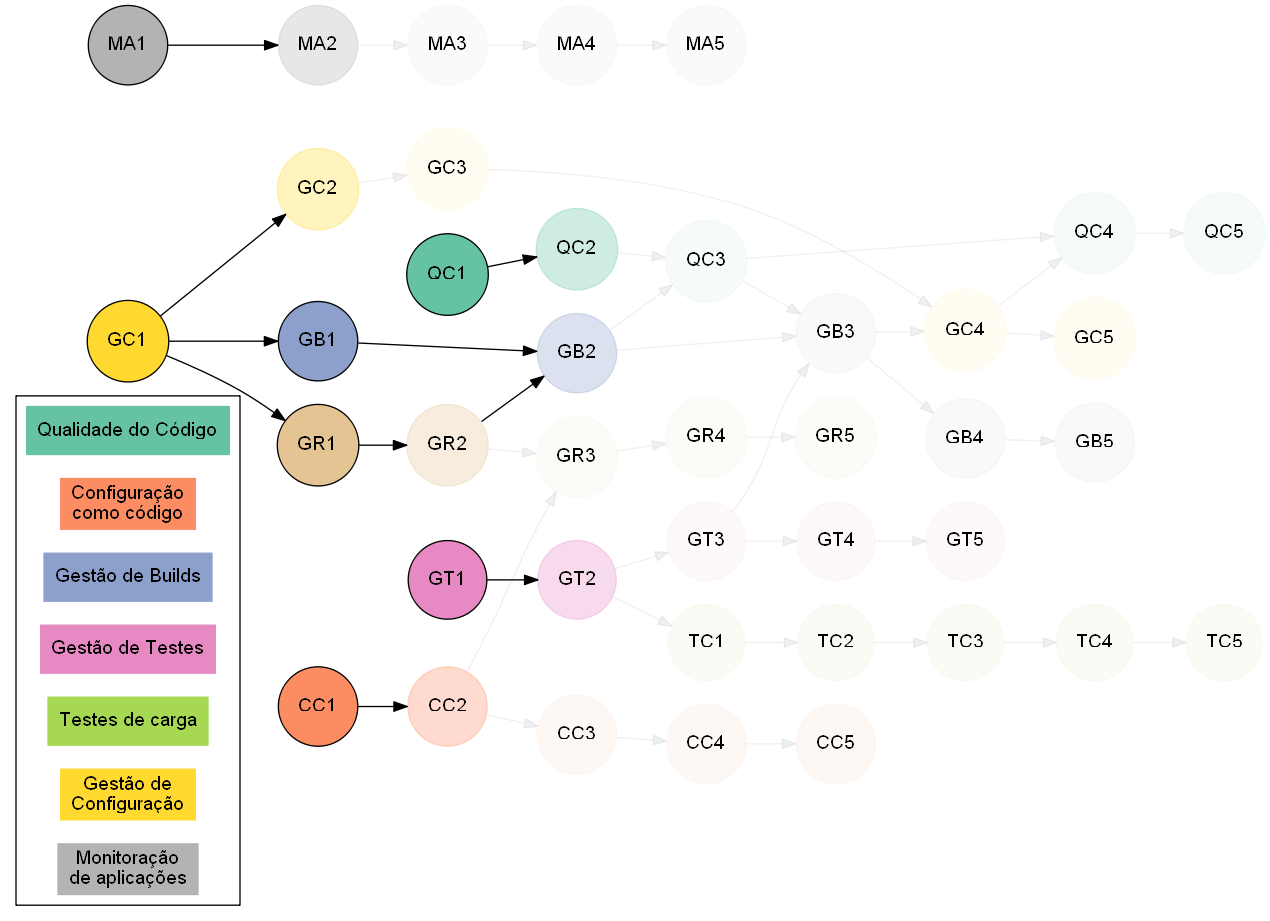 MA1
MA2
MA3
MA4
MA5
GC1
GC2
GC3
QC1
QC2
QC3
QC4
QC5
GB1
GB2
GB3
GC4
GC5
GR1
GR2
GR3
GR4
GR5
GB4
GB5
GT1
GT2
GT3
GT4
GT5
TC1
TC2
TC3
TC4
TC5
CC1
CC2
CC3
CC4
CC5
Qualidade do Código
Configuração
como código
Gestão de Builds
Gestão de Testes
Testes de carga
Gestão de
Configuração
Monitoração
de aplicações